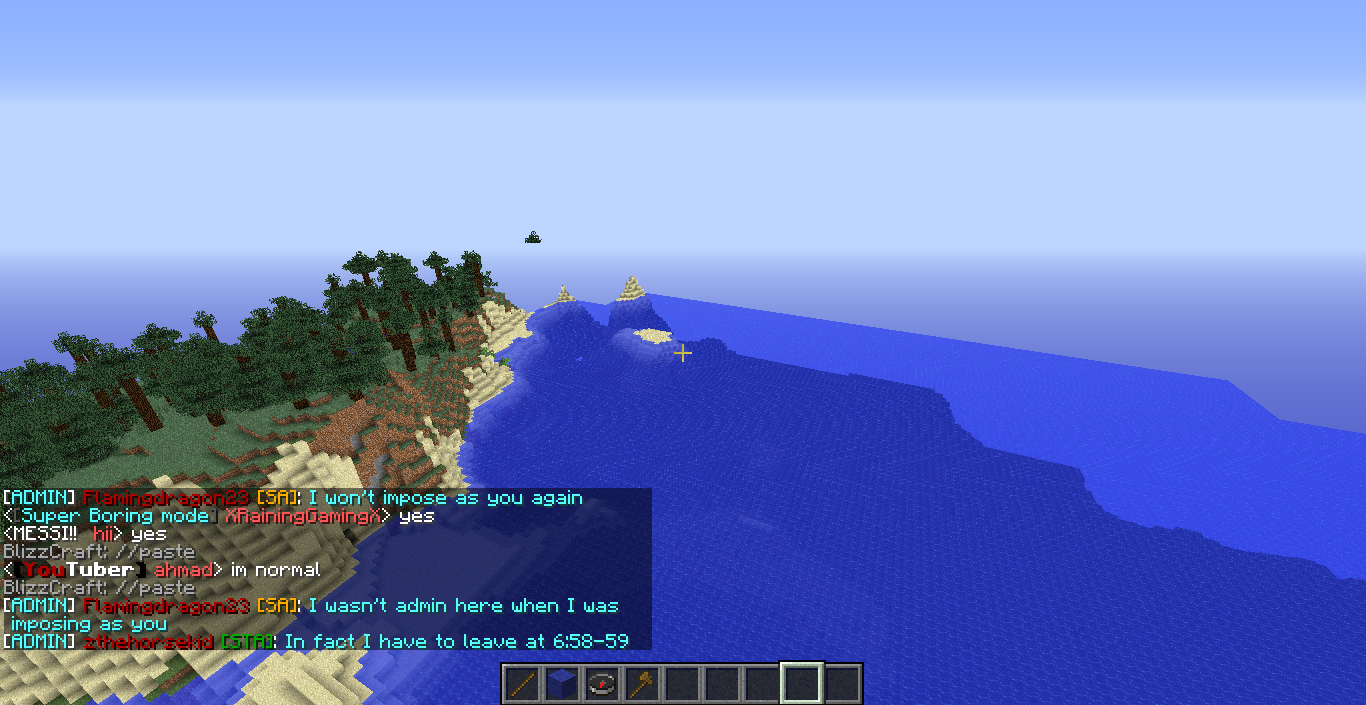 [ADMIN] Flamingdragon23 [SA]: I won't impose as you again
<[Super Boring mode] XRainingGamingX> yes
<MESSI!! hii> yes
BlizzCraft: //paste
<[YouTuber] ahmad> im normal
BlizzCraft: //paste
[ADMIN] Flamingdragon23 [SA]: I wasn't admin here when I was
imposing as you
[ADMIN] zthehorsekid [STA]: In fact I have to leave at 6:58-59